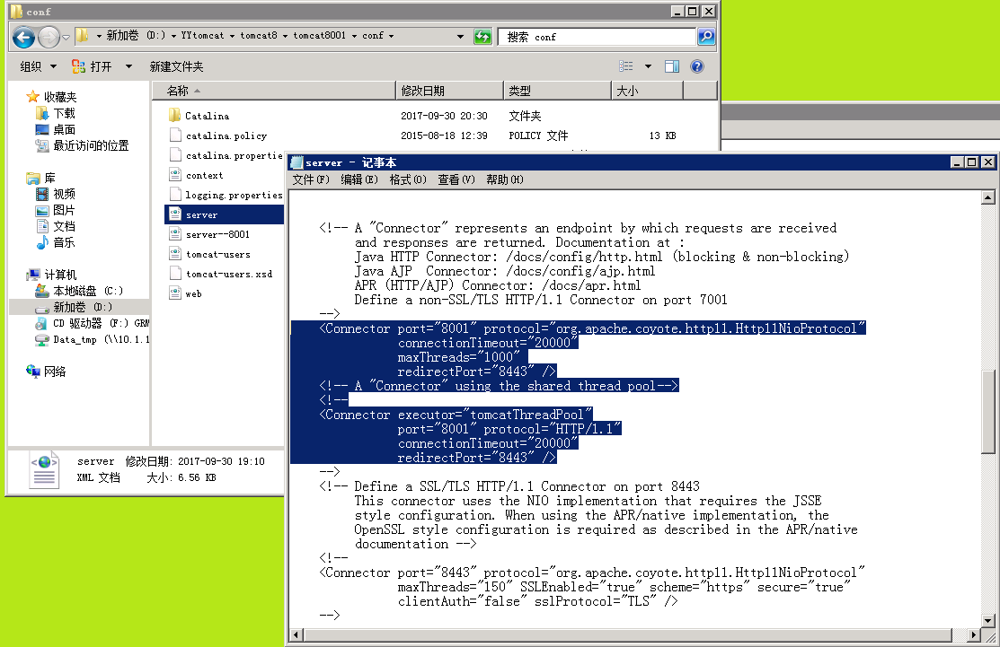 conf
新加卷 (D:) YYtomcat tomcat8 tomcat8001 conf
搜索 conf
组织 打开 新建文件夹
名称 修改日期 类型 大小
收藏夹
下载
桌面
最近访问的位置
库
视频
图片
文档
音乐
计算机
本地磁盘 (C:)
新加卷 (D:)
CD 驱动器 (F:) GRM
Data_tmp (\\10.1.1
网络
Catalina 2017-09-30 20:30 文件夹
catalina.policy 2015-08-18 12:39 POLICY 文件 13 KB
catalina.propertie
context
logging.properties
server
server--8001
tomcat-users
tomcat-users.xsd
web
server 修改日期: 2017-09-30 19:10
XML 文档 大小: 6.56 KB
server - 记事本
文件(F) 编辑(E) 格式(O) 查看(V) 帮助(H)
<!-- A "Connector" represents an endpoint by which requests are received
and responses are returned. Documentation at :
Java HTTP Connector: /docs/config/http.html (blocking & non-blocking)
Java AJP  Connector: /docs/config/ajp.html
APR (HTTP/AJP) Connector: /docs/apr.html
Define a non-SSL/TLS HTTP/1.1 Connector on port 7001
-->
<Connector port="8001" protocol="org.apache.coyote.http11.Http11NioProtocol"
connectionTimeout="20000"
maxThreads="1000"
redirectPort="8443" />
<!-- A "Connector" using the shared thread pool-->
<!--
<Connector executor="tomcatThreadPool"
port="8001" protocol="HTTP/1.1"
connectionTimeout="20000"
redirectPort="8443" />
-->
<!-- Define a SSL/TLS HTTP/1.1 Connector on port 8443
This connector uses the NIO implementation that requires the JSSE
style configuration. When using the APR/native implementation, the
OpenSSL style configuration is required as described in the APR/native
documentation -->
<!--
<Connector port="8443" protocol="org.apache.coyote.http11.Http11NioProtocol"
maxThreads="150" SSLEnabled="true" scheme="https" secure="true"
clientAuth="false" sslProtocol="TLS" />
-->